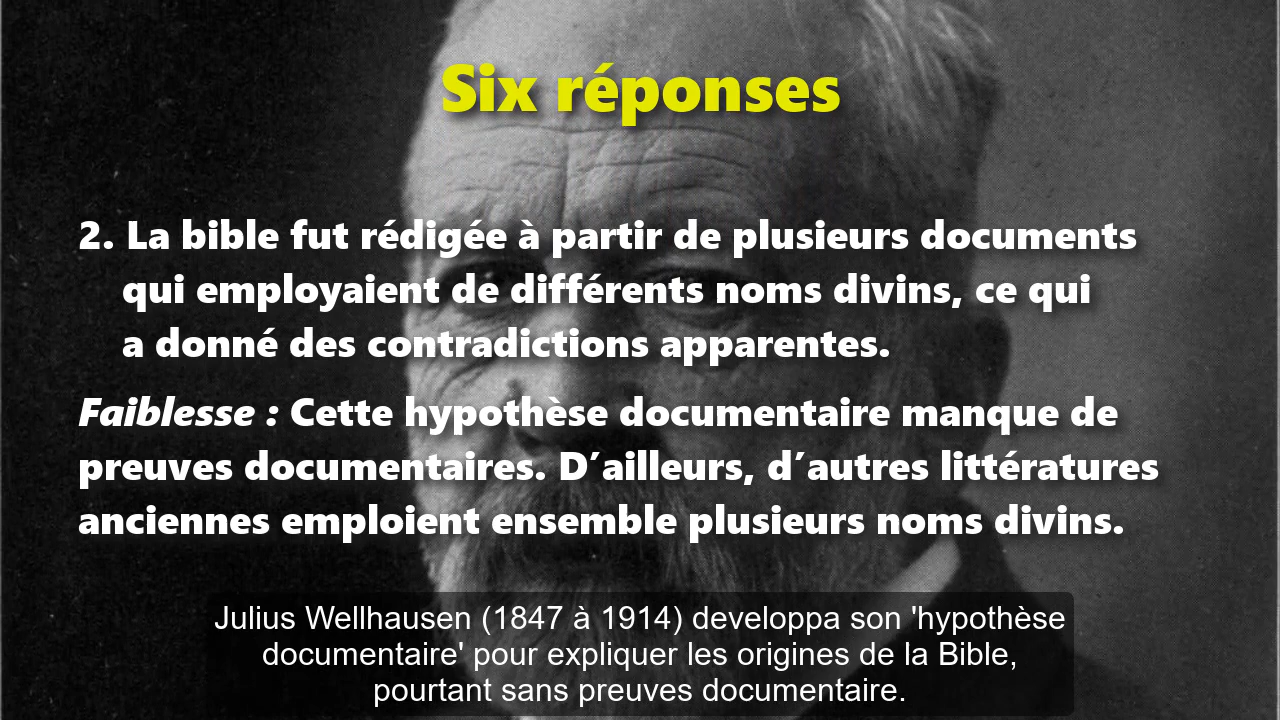 Six réponses
2. La bible fut rédigée à partir de plusieurs documents
qui employaient de différents noms divins, ce qui
a donné des contradictions apparentes.
Faiblesse : Cette hypothèse documentaire manque de
preuves documentaires. D’ailleurs, d’autres littératures
anciennes emploient ensemble plusieurs noms divins.
Julius Wellhausen (1847 à 1914) developpa son 'hypothèse
documentaire' pour expliquer les origines de la Bible,
pourtant sans preuves documentaire.